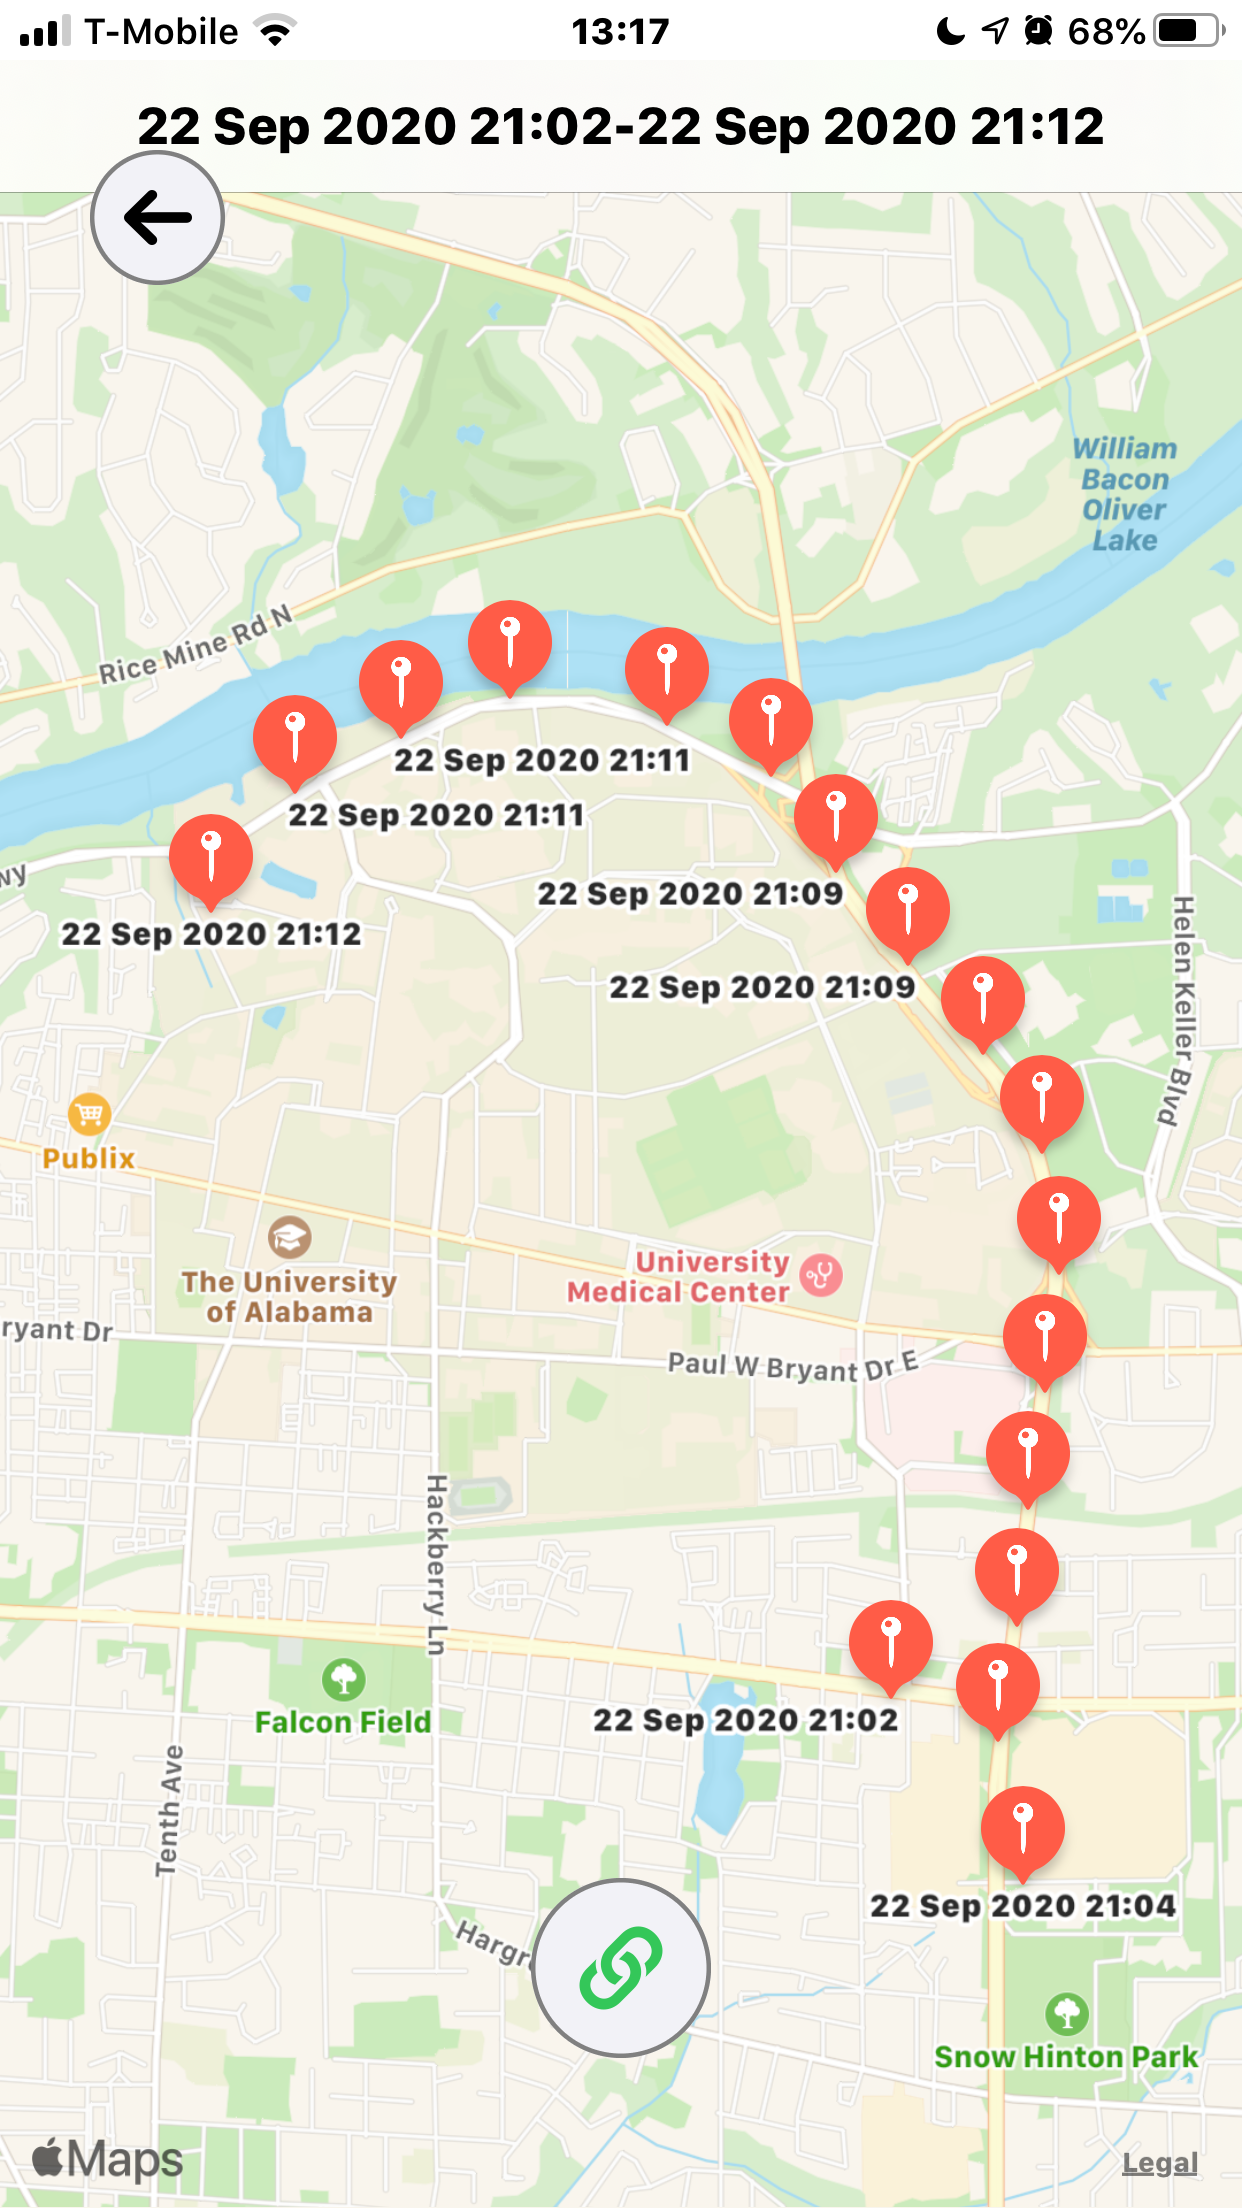 T-Mobile
13:17
68%
22 Sep 2020 21:02-22 Sep 2020 21:12
William
Bacon
Oliver
Lake
Rice Mine Rd N
22 Sep 2020 21:11
22 Sep 2020 21:11
wy
22 Sep 2020 21:09
22 Sep 2020 21:12
22 Sep 2020 21:09
Helen Keller Blvd
Publix
The University
of Alabama
University
Medical Center
ryant Dr
Paul W Bryant Dr E
Hackberry Ln
Falcon Field
22 Sep 2020 21:02
Tenth Ave
22 Sep 2020 21:04
Hargr
Snow Hinton Park
Maps
Legal